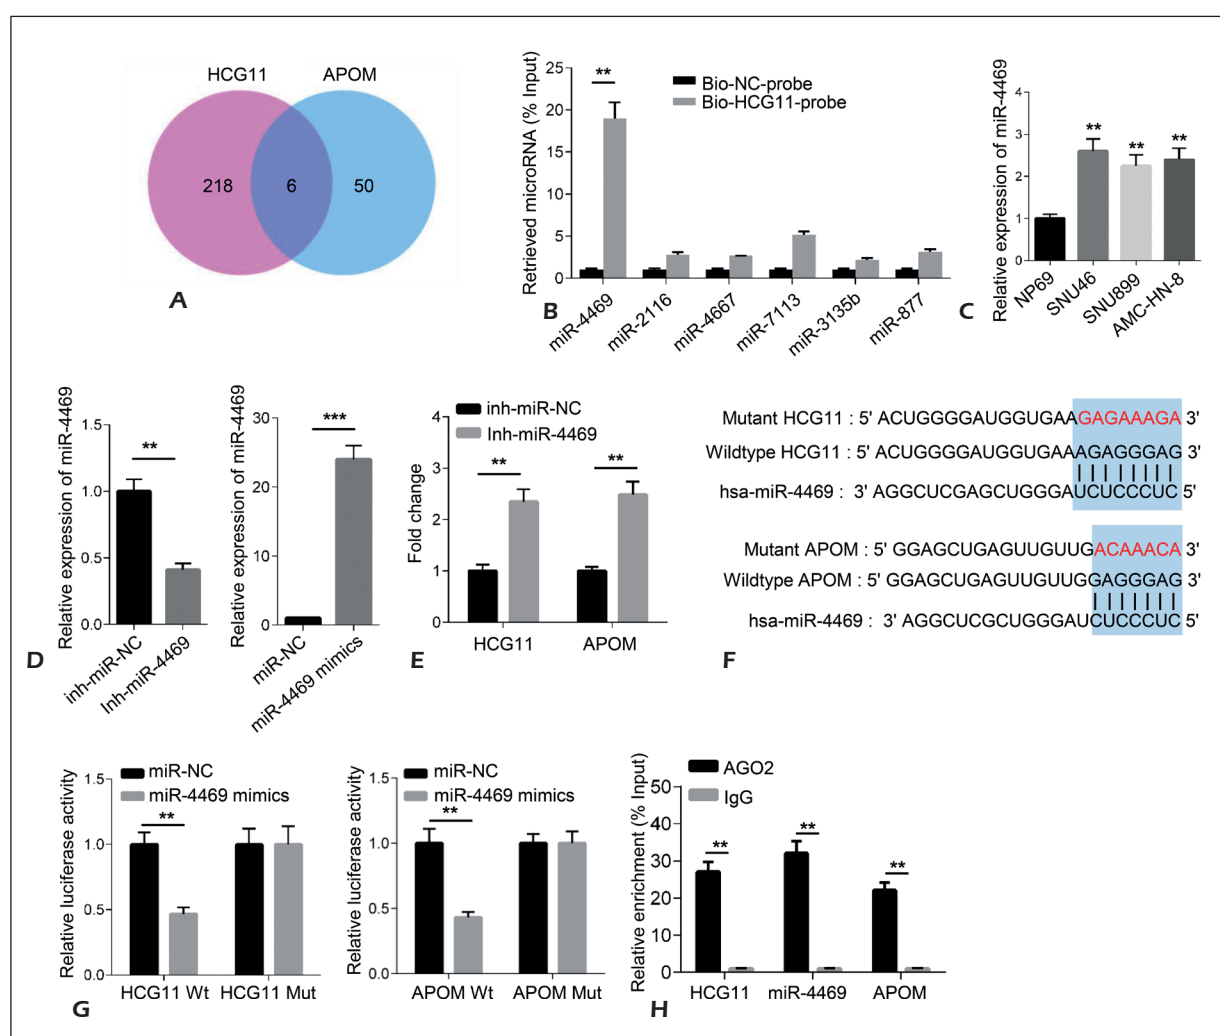 HCG11 APOM
218 6 50
A
Retrieved microRNA (% Input)
25
20
15
10
5
0
**
Bio-NC-probe
Bio-HCG11-probe
miR-4469
miR-2116
miR-4667
miR-7113
miR-3135b
miR-877
B
Relative expression of miR-4469
4
3
2
1
0
** ** **
NP69
SNU46
SNU899
AMC-HN-8
C
Relative expression of miR-4469
1.5
1.0
0.5
0.0
**
inh-miR-NC
Inh-miR-4469
D
Relative expression of miR-4469
30
20
10
0
***
miR-NC
miR-4469 mimics
Fold change
4
3
2
1
0
inh-miR-NC
Inh-miR-4469
** **
HCG11 APOM
E
Mutant HCG11 : 5' ACUGGGGAUGGUGAAGAGAAAGA 3'
Wildtype HCG11 : 5' ACUGGGGAUGGUGAAAGAGGGAG 3'
hsa-miR-4469 : 3' AGGCUCGAGCUGGGAUCUCCCUC 5'
Mutant APOM : 5' GGAGCUGAGUUGUUGACAAACA 3'
Wildtype APOM : 5' GGAGCUGAGUUGUUGGAGGGAG 3'
hsa-miR-4469 : 3' AGGCUCGCUGGGAUCUCCCUC 5'
F
Relative luciferase activity
1.5
1.0
0.5
0.0
miR-NC
miR-4469 mimics
**
HCG11 Wt HCG11 Mut
G
Relative luciferase activity
1.5
1.0
0.5
0.0
miR-NC
miR-4469 mimics
**
APOM Wt APOM Mut
Relative enrichment (% Input)
50
40
30
20
10
0
AGO2
IgG
** ** **
HCG11 miR-4469 APOM
H